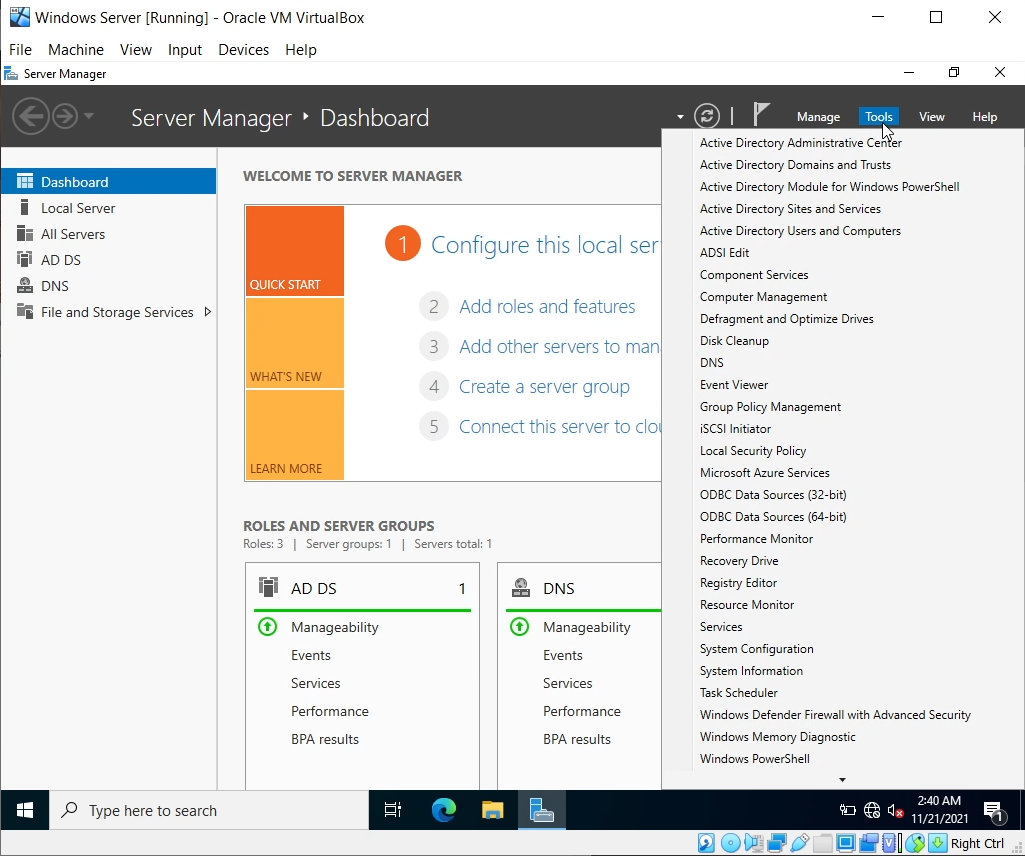 Windows Server [Running] - Oracle VM VirtualBox
File Machine View Input Devices Help
Server Manager
Server Manager Dashboard
Manage Tools View Help
Dashboard
Local Server
All Servers
AD DS
DNS
File and Storage Services
WELCOME TO SERVER MANAGER
QUICK START
WHAT'S NEW
LEARN MORE
1 Configure this local ser
2 Add roles and features
3 Add other servers to man
4 Create a server group
5 Connect this server to clou
ROLES AND SERVER GROUPS
Roles: 3 | Server groups: 1 | Servers total: 1
AD DS 1
Manageability
Events
Services
Performance
BPA results
DNS
Manageability
Events
Services
Performance
BPA results
Active Directory Administrative Center
Active Directory Domains and Trusts
Active Directory Module for Windows PowerShell
Active Directory Sites and Services
Active Directory Users and Computers
ADSI Edit
Component Services
Computer Management
Defragment and Optimize Drives
Disk Cleanup
DNS
Event Viewer
Group Policy Management
iSCSI Initiator
Local Security Policy
Microsoft Azure Services
ODBC Data Sources (32-bit)
ODBC Data Sources (64-bit)
Performance Monitor
Recovery Drive
Registry Editor
Resource Monitor
Services
System Configuration
System Information
Task Scheduler
Windows Defender Firewall with Advanced Security
Windows Memory Diagnostic
Windows PowerShell
Type here to search
2:40 AM
11/21/2021
1
Right Ctrl